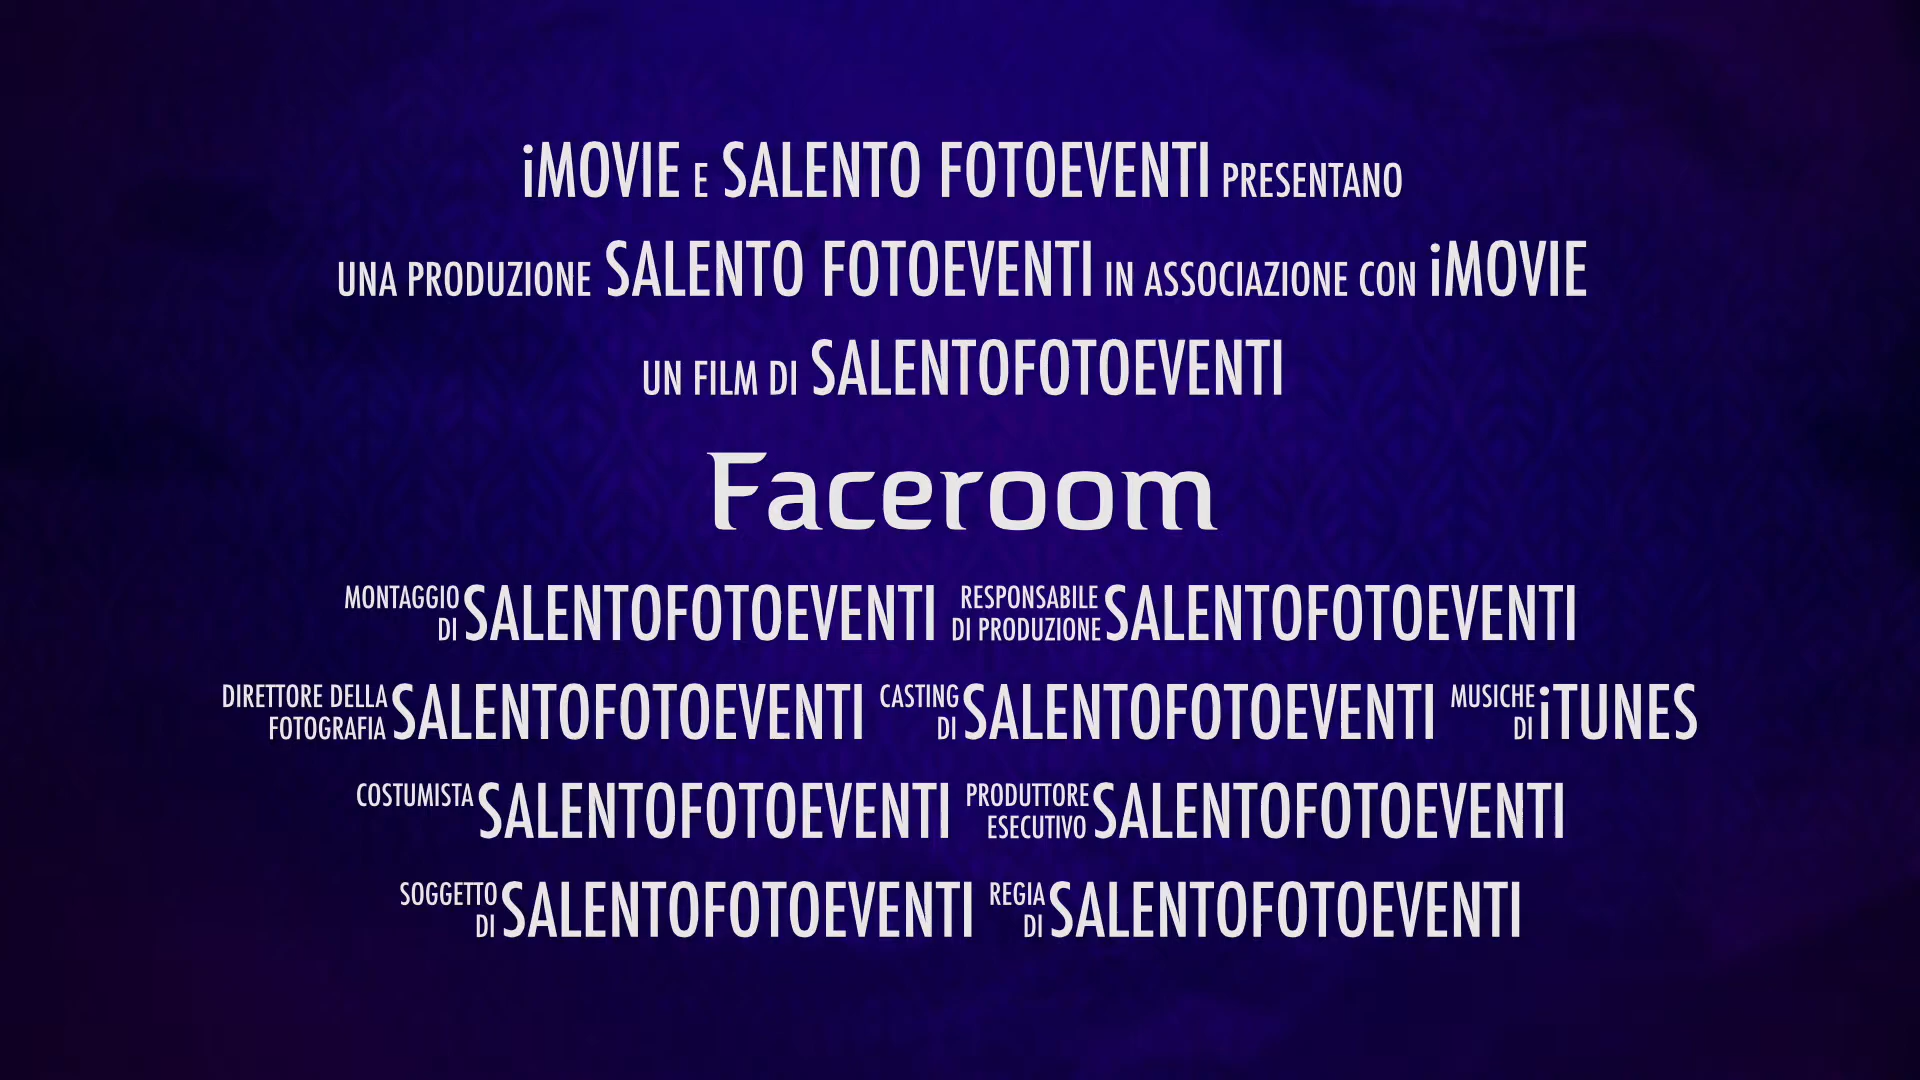 iMOVIE E SALENTO FOTOEVENTI PRESENTANO
UNA PRODUZIONE SALENTO FOTOEVENTI IN ASSOCIAZIONE CON iMOVIE
UN FILM DI SALENTOFOTOEVENTI
Faceroom
MONTAGGIO DI SALENTOFOTOEVENTI RESPONSABILE DI PRODUZIONE SALENTOFOTOEVENTI
DIRETTORE DELLA FOTOGRAFIA SALENTOFOTOEVENTI CASTING DI SALENTOFOTOEVENTI MUSICHE DI iTUNES
COSTUMISTA SALENTOFOTOEVENTI PRODUTTORE ESECUTIVO SALENTOFOTOEVENTI
SOGGETTO DI SALENTOFOTOEVENTI REGIA DI SALENTOFOTOEVENTI